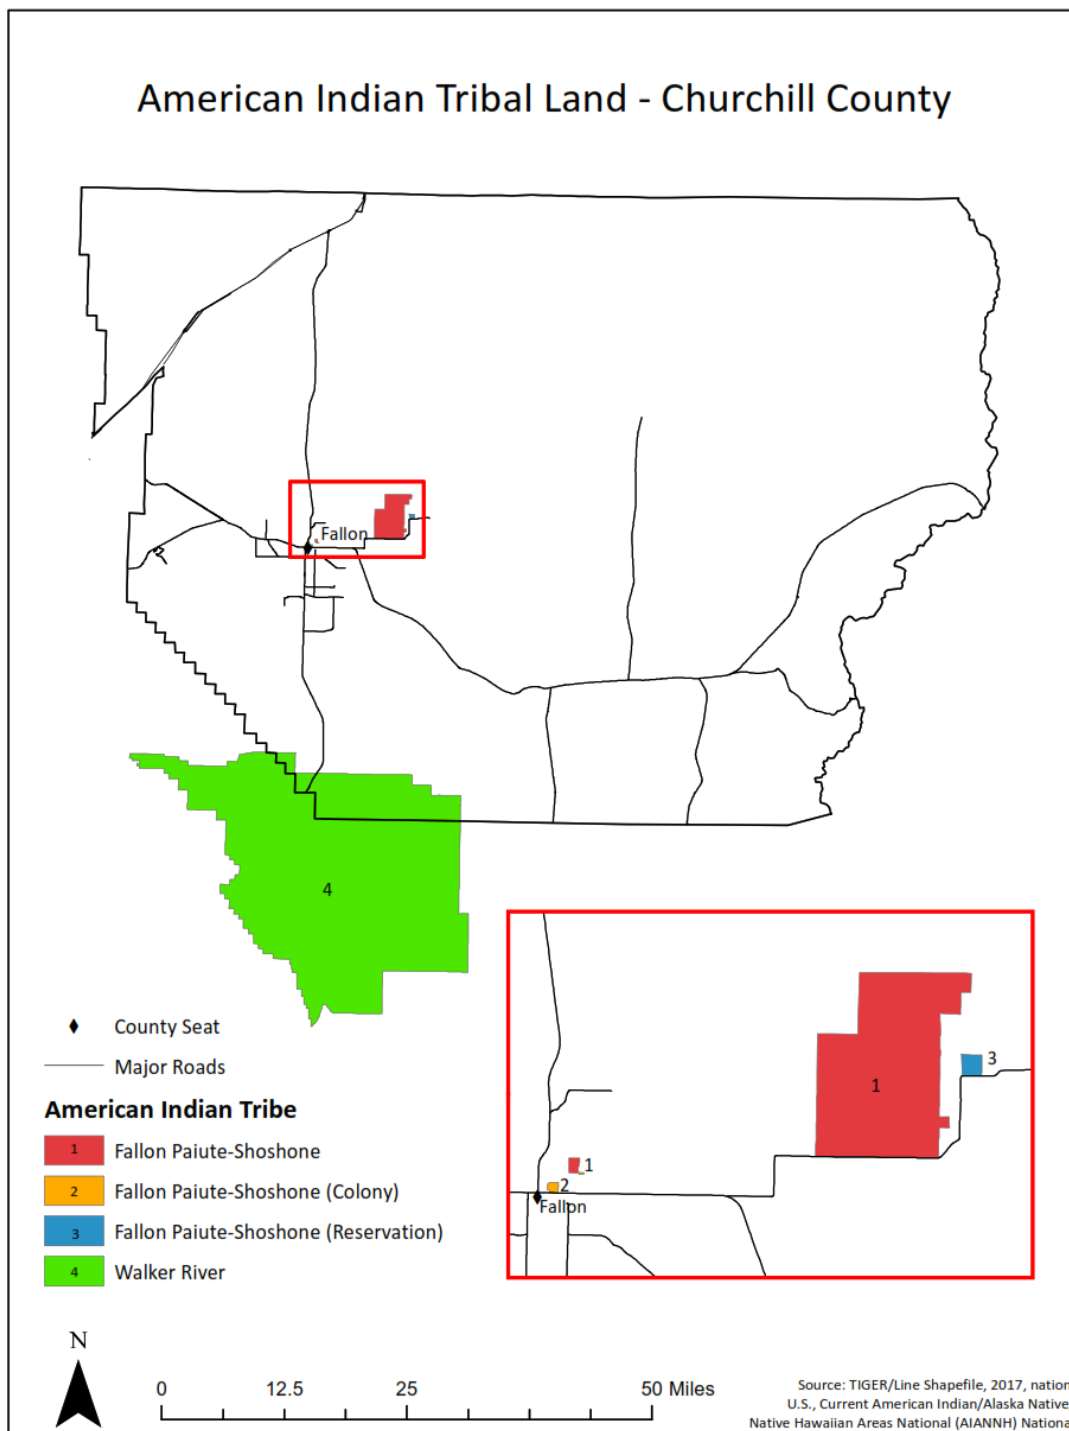 American Indian Tribal Land - Churchill County
Fallon
4
1
3
1
2
Fallon
County Seat
Major Roads
American Indian Tribe
1 Fallon Paiute-Shoshone
2 Fallon Paiute-Shoshone (Colony)
3 Fallon Paiute-Shoshone (Reservation)
4 Walker River
N
0 12.5 25 50 Miles
Source: TIGER/Line Shapefile, 2017, nation
U.S., Current American Indian/Alaska Native
Native Hawaiian Areas National (AIANNH) Nationa